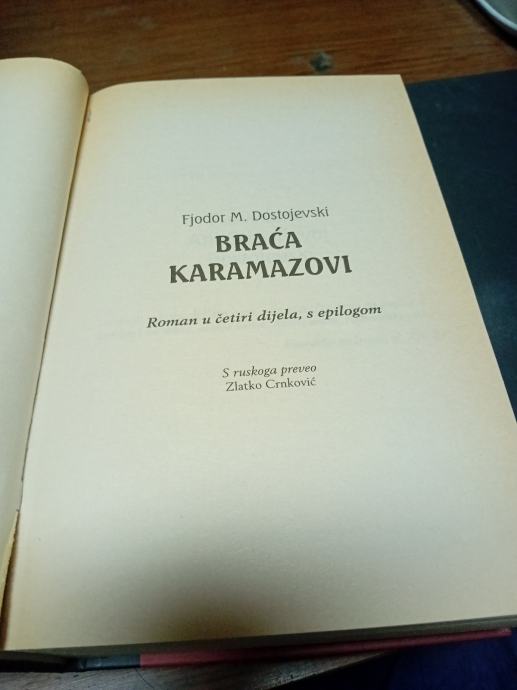 Fjodor M. Dostojevski
BRAĆA
KARAMAZOVI
Roman u četiri dijela, s epilogom
S ruskoga preveo
Zlatko Crnković